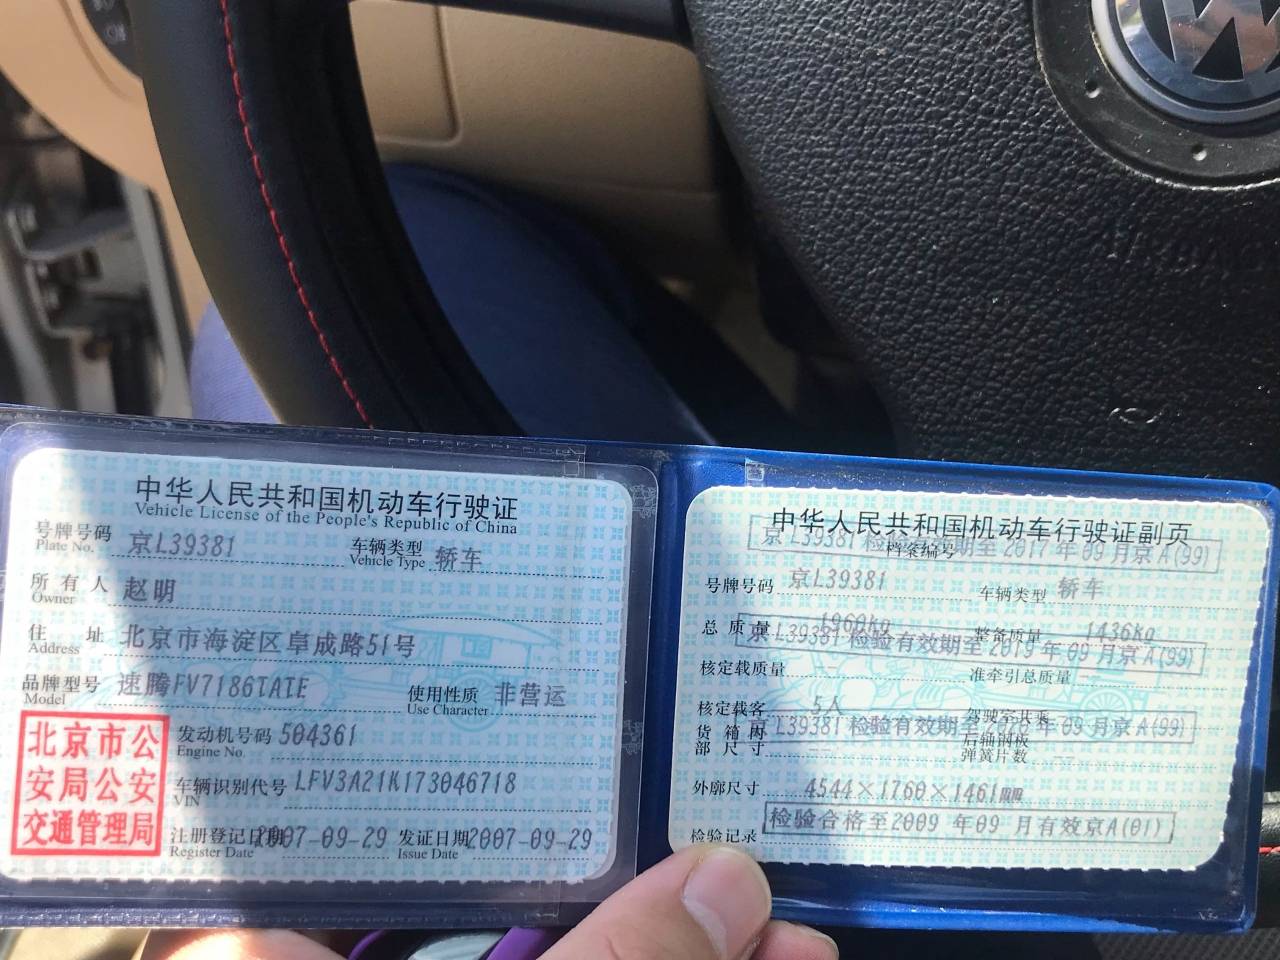 中华人民共和国机动车行驶证
Vehicle License of the People's Republic of China
号牌号码 京L39381 车辆类型 轿车
Plate No. Vehicle Type
所有人 赵明
Owner
住址 北京市海淀区阜成路51号
Address
品牌型号 速腾FV7186TATE 使用性质 非营运
Model Use Character
北京市公
安局公安
交通管理局
发动机号码 504361
Engine No.
车辆识别代号 LFV3A21K173046718
VIN
注册登记日期 2007-09-29 发证日期 2007-09-29
Register Date Issue Date
中华人民共和国机动车行驶证副页
档案编号
京L39381 检验有效期至 2017 年 09 月京A(99)
号牌号码 京L39381 车辆类型 轿车
总质量 1960kg 整备质量 1436kg
京L39381 检验有效期至 2019 年 09 月京A(99)
核定载质量 -- 准牵引总质量 --
核定载客 5人 驾驶室共乘
京L39381 检验有效期至 年 09 月京A(99)
货箱内部尺寸 -- 后轴钢板弹簧片数 --
外廓尺寸 4544×1760×1461mm
检验合格至2009 年09 月有效京A(01)
检验记录